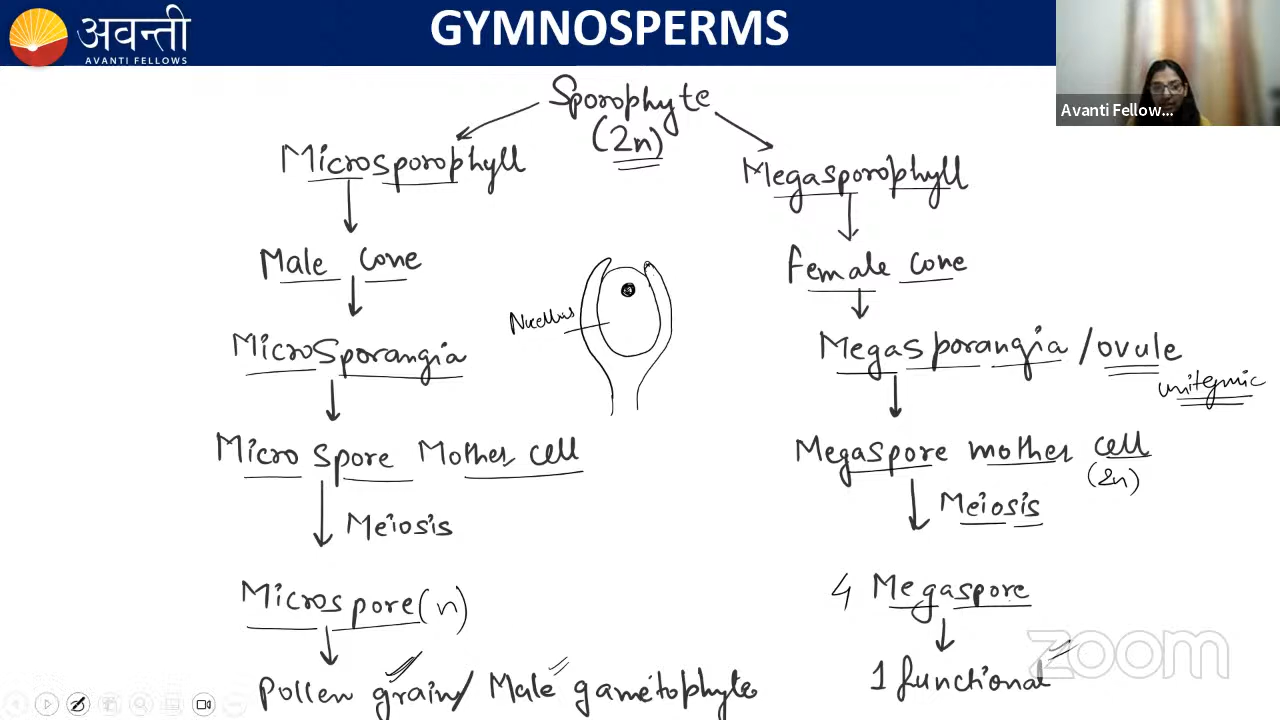 अवन्ती
AVANTI FELLOWS
GYMNOSPERMS
Avanti Fellow...
Sporophyte
(2n)
Microsporophyll
Megasporophyll
Male cone
Female cone
Nucellus
Microsporangia
Megasporangia/ovule
unitegmic
Micro spore Mother cell
Megaspore mother cell
(2n)
Meiosis
Meiosis
Microspore(n)
4 Megaspore
zoom
Pollen grain/Male gametophyte
1 functional